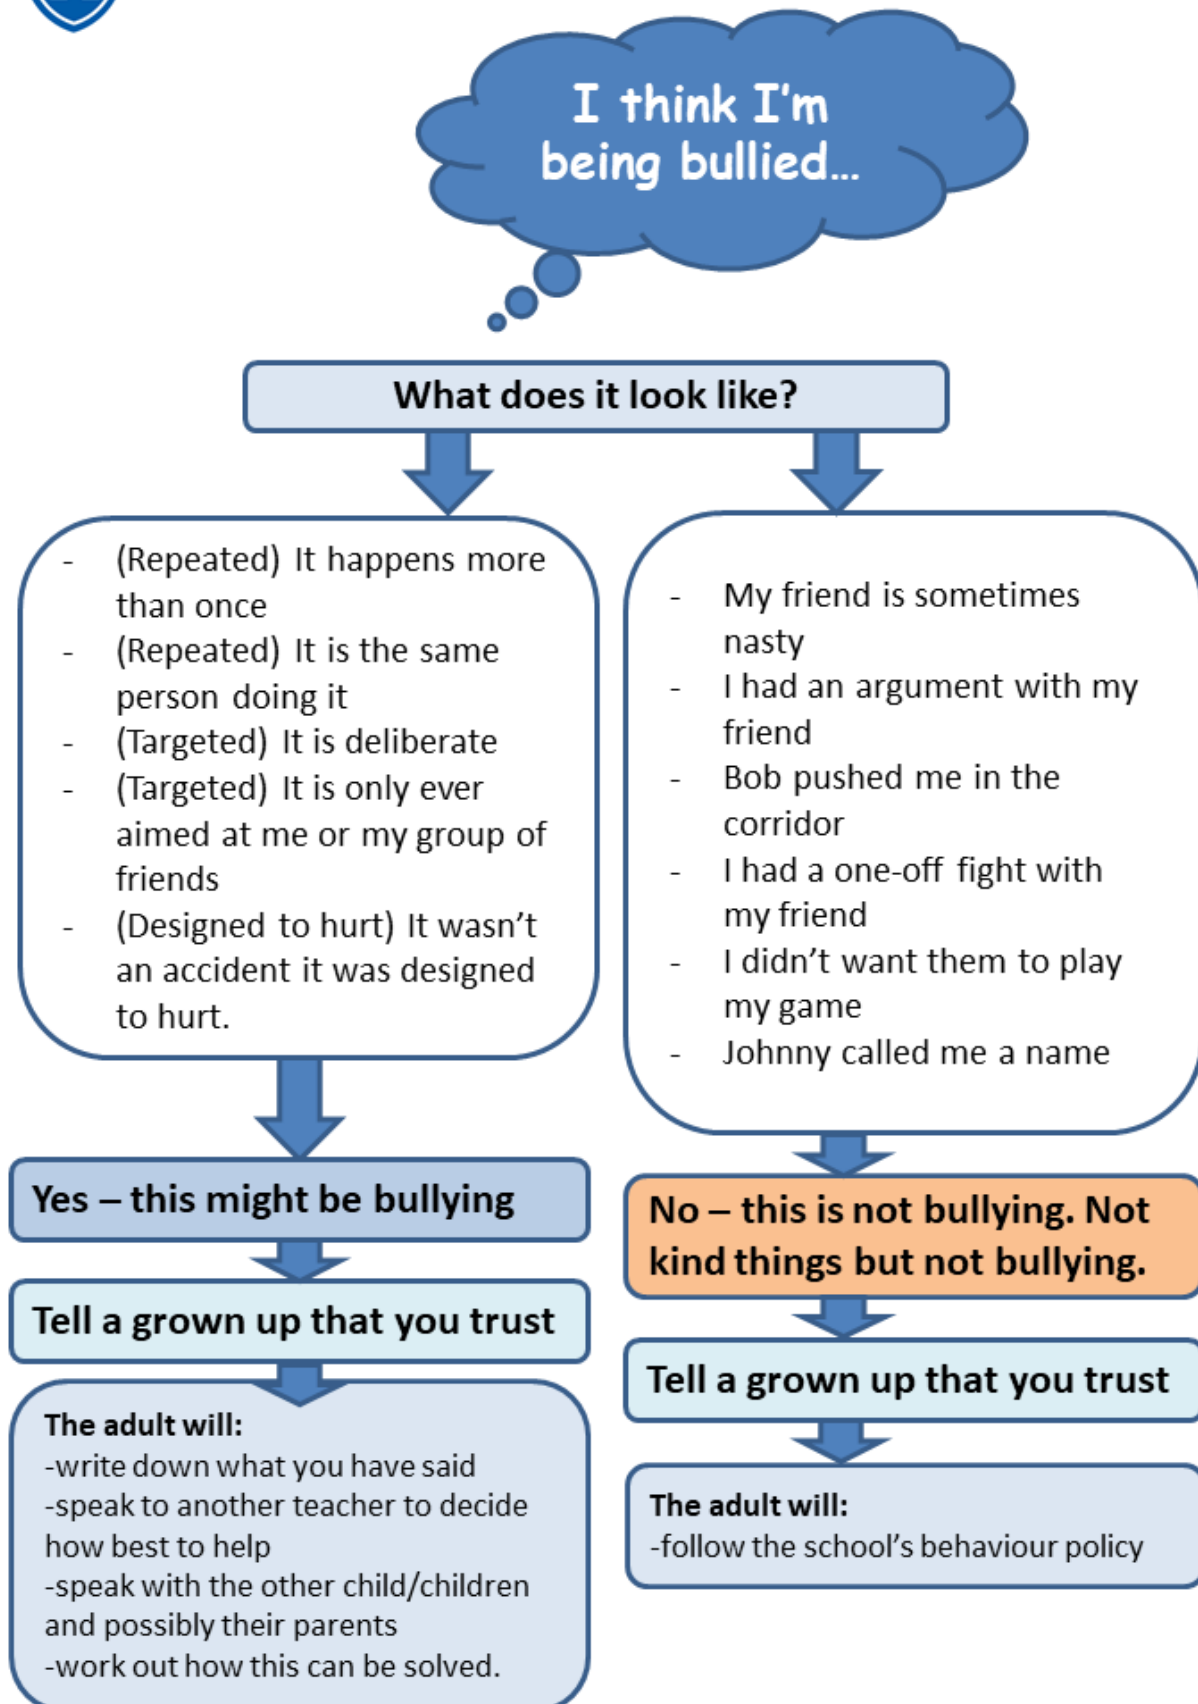 I think I'm
being bullied...
What does it look like?
- (Repeated) It happens more
than once
- (Repeated) It is the same
person doing it
- (Targeted) It is deliberate
- (Targeted) It is only ever
aimed at me or my group of
friends
- (Designed to hurt) It wasn't
an accident it was designed
to hurt.
Yes – this might be bullying
Tell a grown up that you trust
The adult will:
-write down what you have said
-speak to another teacher to decide
how best to help
-speak with the other child/children
and possibly their parents
-work out how this can be solved.
- My friend is sometimes
nasty
- I had an argument with my
friend
- Bob pushed me in the
corridor
- I had a one-off fight with
my friend
- I didn't want them to play
my game
- Johnny called me a name
No – this is not bullying. Not
kind things but not bullying.
Tell a grown up that you trust
The adult will:
-follow the school's behaviour policy